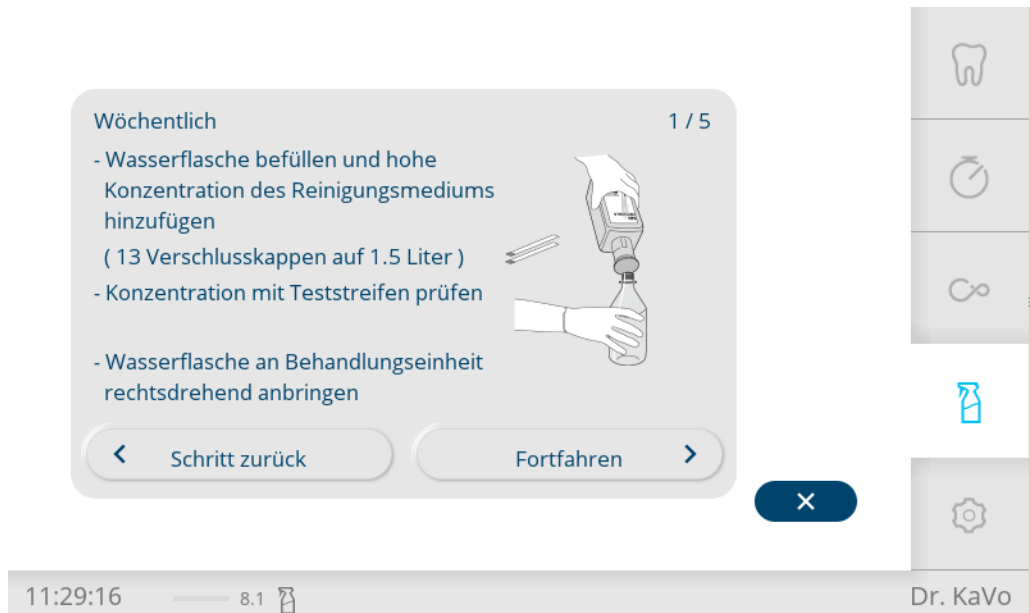 Wöchentlich 1 / 5
- Wasserflasche befüllen und hohe
Konzentration des Reinigungsmediums
hinzufügen
( 13 Verschlusskappen auf 1.5 Liter )
- Konzentration mit Teststreifen prüfen
- Wasserflasche an Behandlungseinheit
rechtsdrehend anbringen
Schritt zurück
Fortfahren
11:29:16
8.1
Dr. KaVo